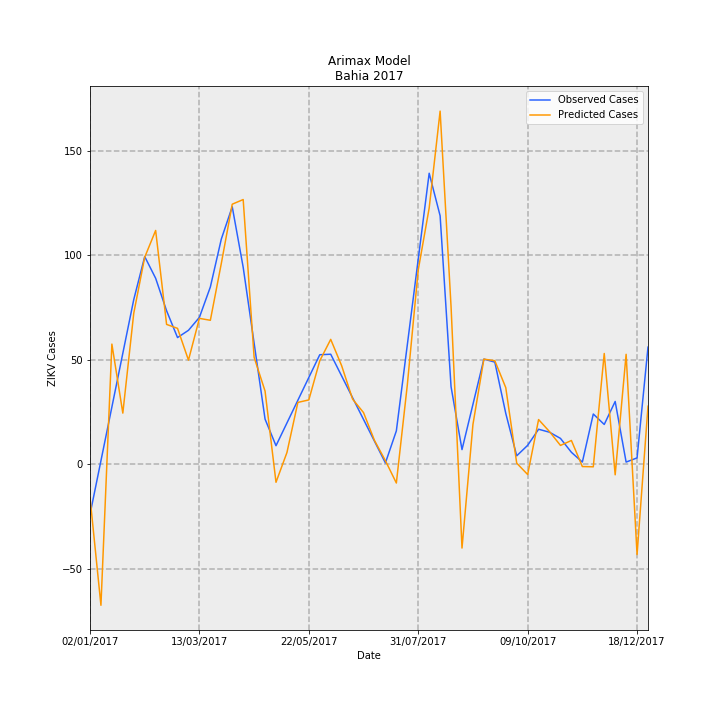 Arimax Model
Bahia 2017
Observed Cases
Predicted Cases
150
100
50
0
−50
ZIKV Cases
02/01/2017 13/03/2017 22/05/2017 31/07/2017 09/10/2017 18/12/2017
Date